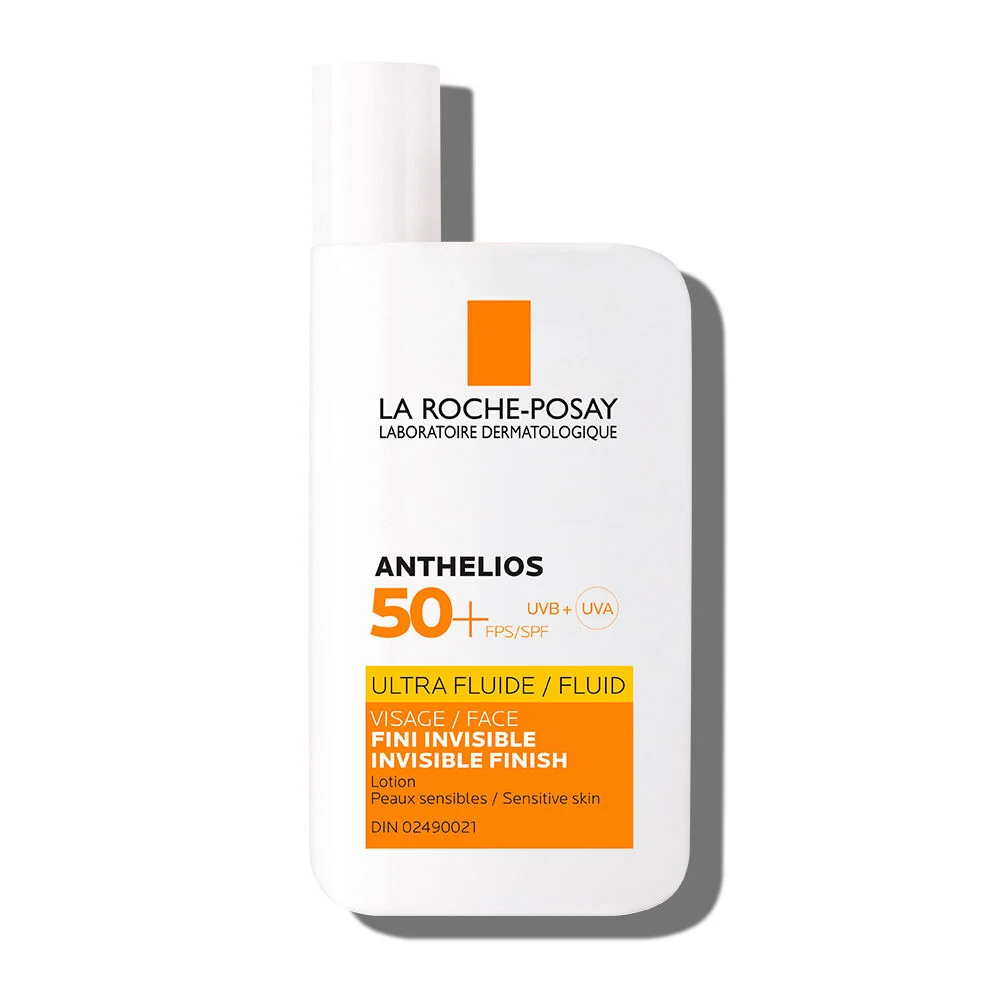 LA ROCHE-POSAY
LABORATOIRE DERMATOLOGIQUE
ANTHELIOS
50+ FPS/SPF UVB + UVA
ULTRA FLUIDE / FLUID
VISAGE / FACE
FINI INVISIBLE
INVISIBLE FINISH
Lotion
Peaux sensibles / Sensitive skin
DIN 02490021